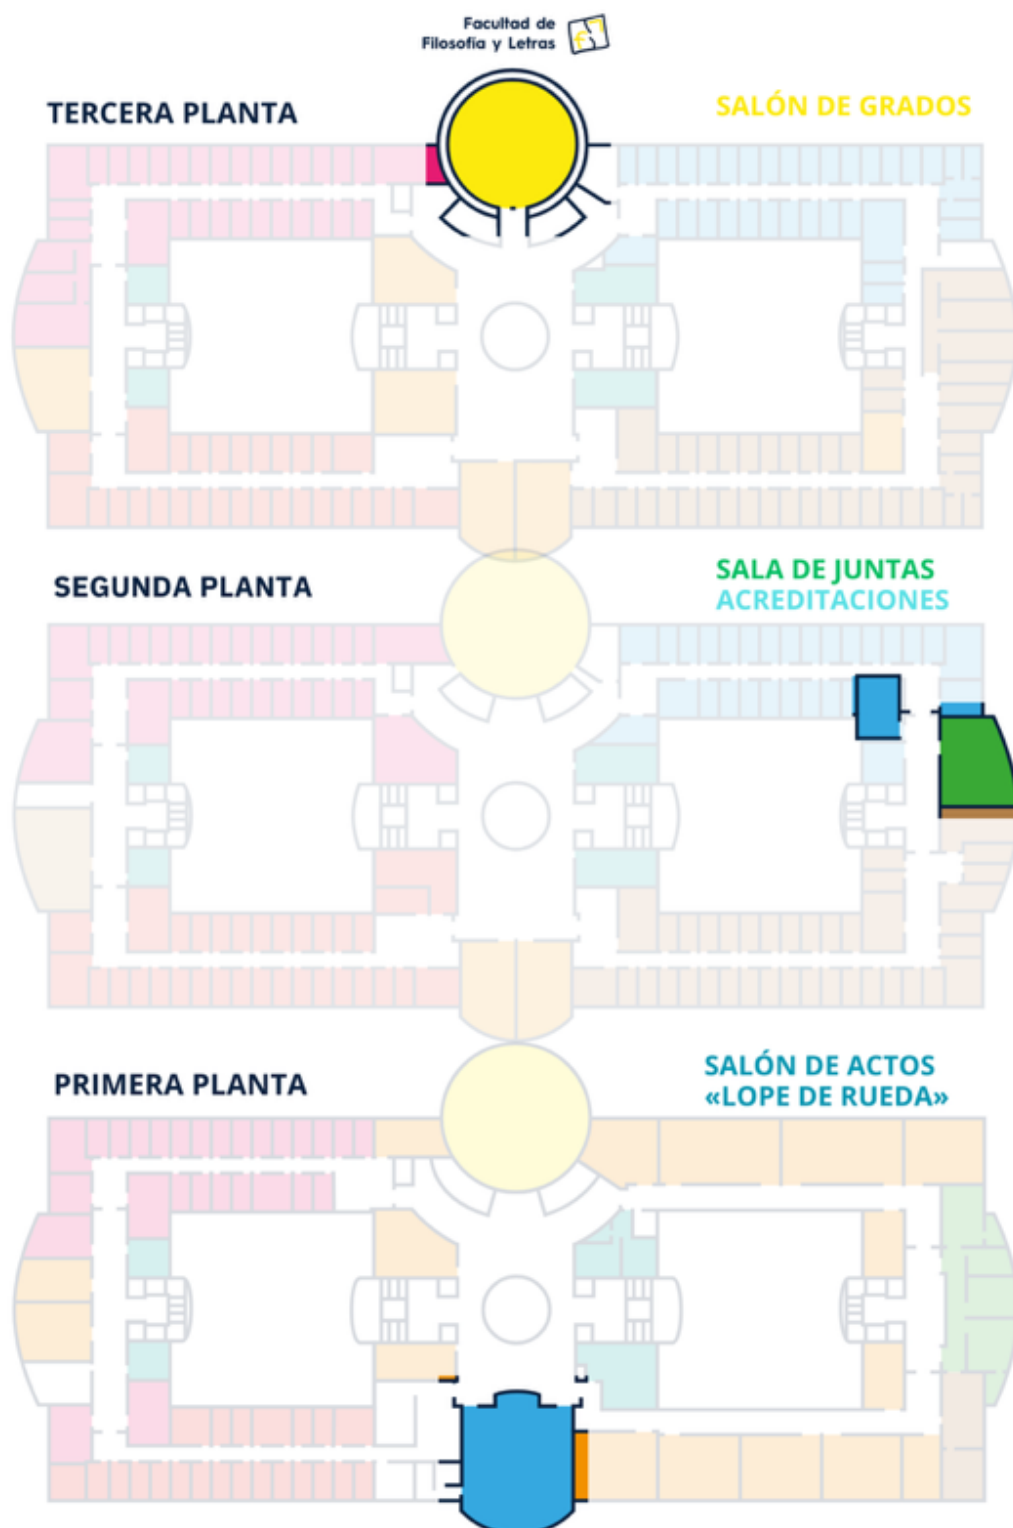 Facultad de
Filosofía y Letras
TERCERA PLANTA
SALÓN DE GRADOS
SEGUNDA PLANTA
SALA DE JUNTAS
ACREDITACIONES
PRIMERA PLANTA
SALÓN DE ACTOS
«LOPE DE RUEDA»